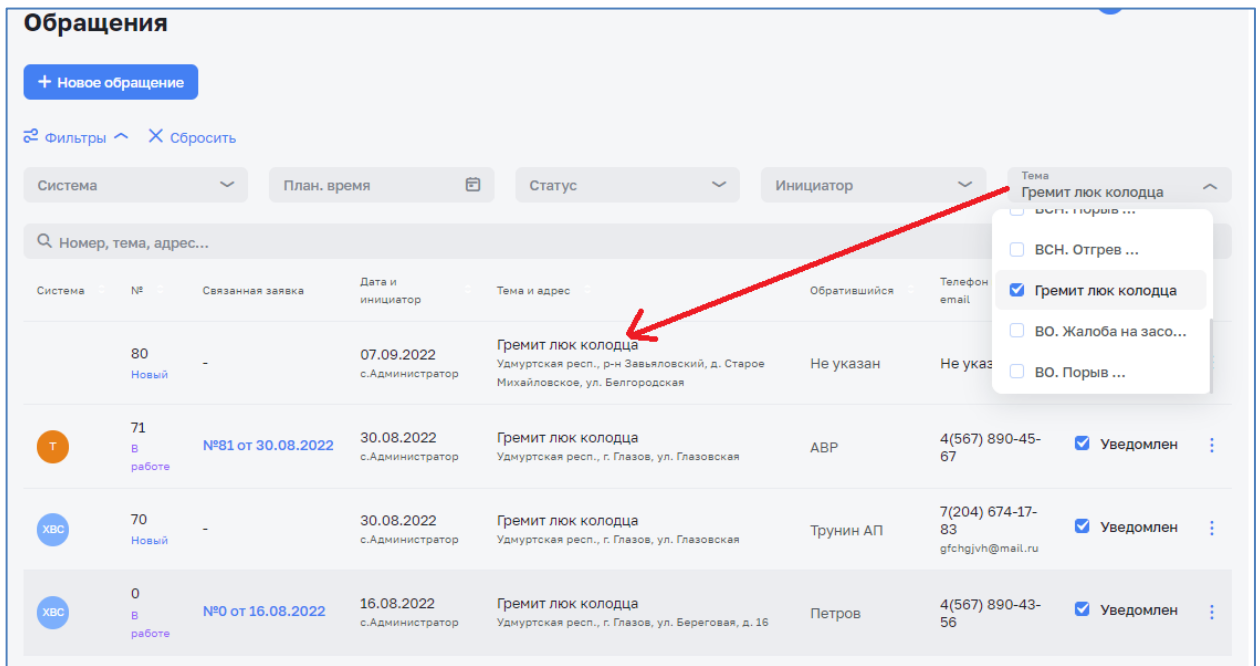 Обращения
+ Новое обращение
Фильтры Сбросить
Система План. время Статус Инициатор Тема
Гремит люк колодца
Номер, тема, адрес...
ВСН. Порыв ...
ВСН. Отгрев ...
Гремит люк колодца
ВО. Жалоба на засо...
ВО. Порыв ...
Система № Связанная заявка Дата и
инициатор Тема и адрес Обратившийся Телефон
email
80
Новый
-
07.09.2022
с.Администратор
Гремит люк колодца
Удмуртская респ., р-н Завьяловский, д. Старое
Михайловское, ул. Белгородская
Не указан
Не указ
Т
71
В
работе
№81 от 30.08.2022
30.08.2022
с.Администратор
Гремит люк колодца
Удмуртская респ., г. Глазов, ул. Глазовская
АВР
4(567) 890-45-
67
Уведомлен
ХВС
70
Новый
-
30.08.2022
с.Администратор
Гремит люк колодца
Удмуртская респ., г. Глазов, ул. Глазовская
Трунин АП
7(204) 674-17-
83
gfchgjvh@mail.ru
Уведомлен
ХВС
0
В
работе
№0 от 16.08.2022
16.08.2022
с.Администратор
Гремит люк колодца
Удмуртская респ., г. Глазов, ул. Береговая, д. 16
Петров
4(567) 890-43-
56
Уведомлен